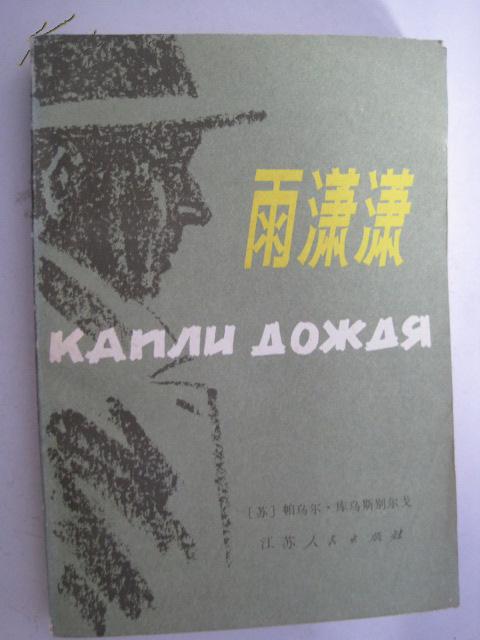 雨潇潇
КАПЛИ ДОЖДЯ
〔苏〕帕乌尔·库乌斯别尔戈
江苏人民出版社